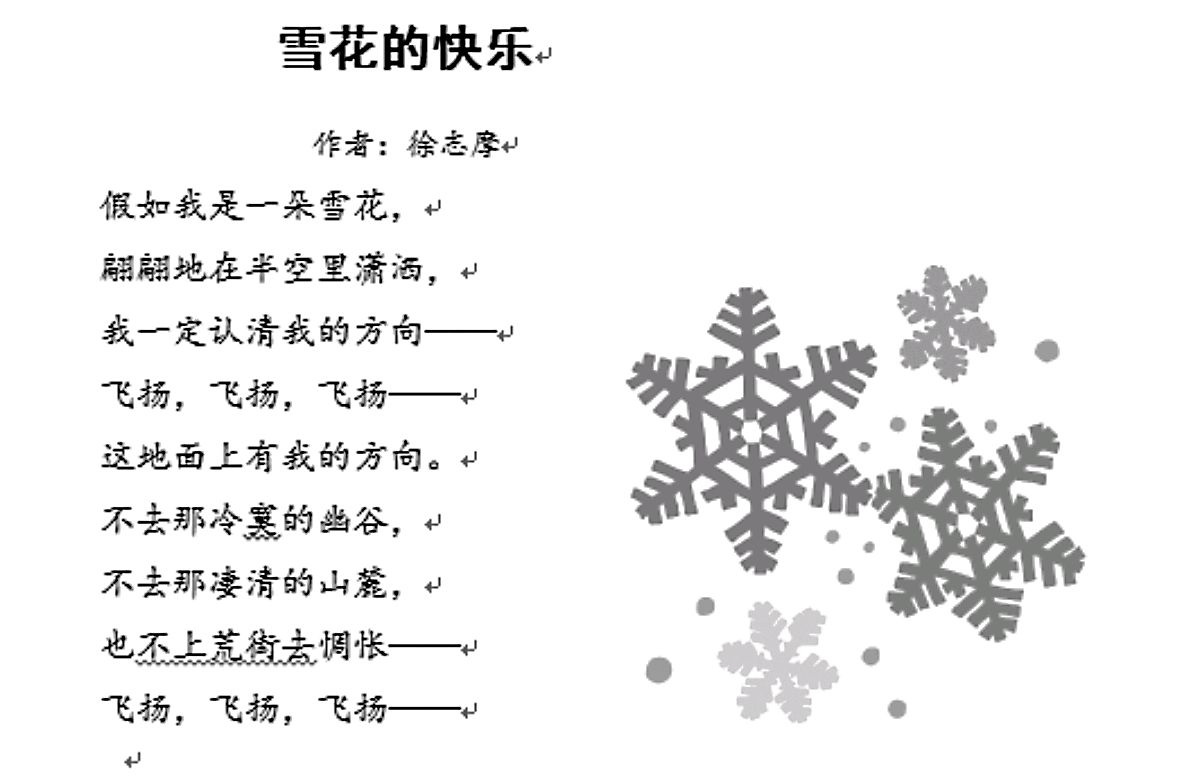 雪花的快乐
作者：徐志摩
假如我是一朵雪花，
翩翩地在半空里潇洒，
我一定认清我的方向——
飞扬，飞扬，飞扬——
这地面上有我的方向。
不去那冷寞的幽谷，
不去那凄清的山麓，
也不上荒街去惆怅——
飞扬，飞扬，飞扬——